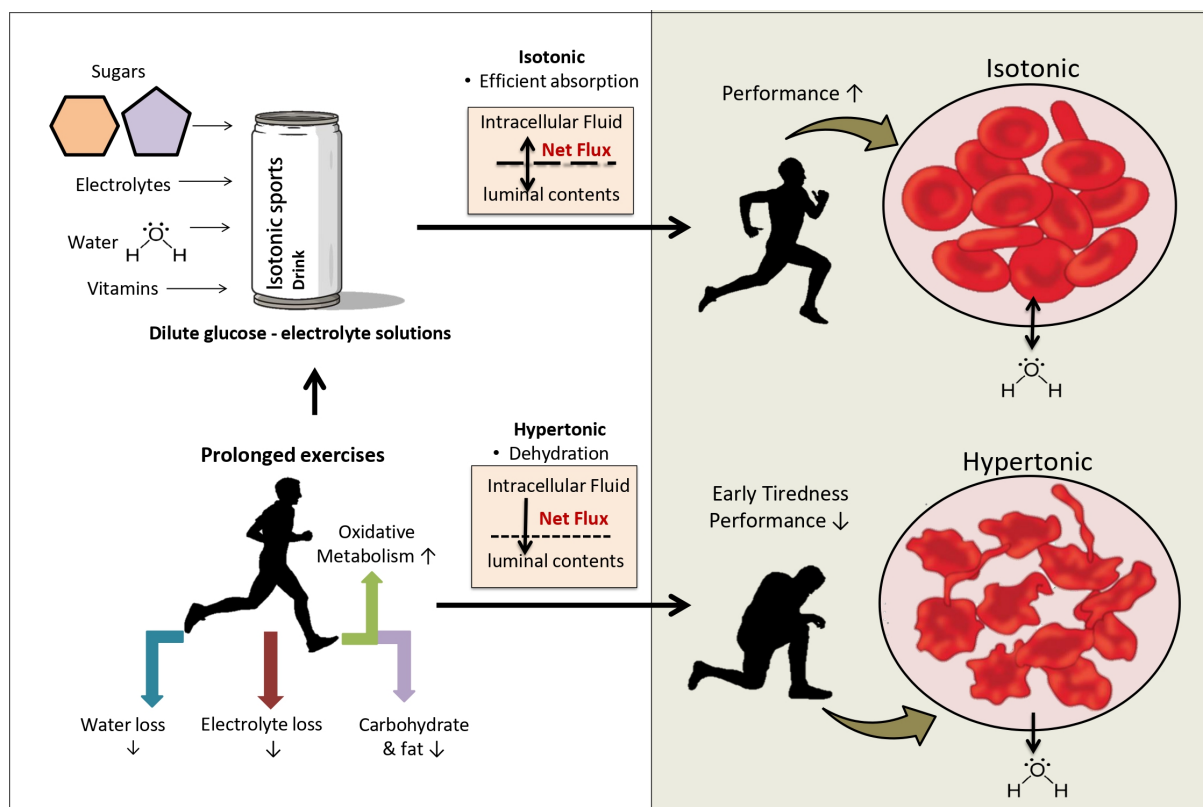 Sugars
Electrolytes
Water
H O H
Vitamins
Isotonic sports
Drink
Dilute glucose - electrolyte solutions
Isotonic
• Efficient absorption
Intracellular Fluid
Net Flux
luminal contents
Performance ↑
Isotonic
O
H H
Prolonged exercises
Oxidative
Metabolism ↑
Water loss
↓
Electrolyte loss
↓
Carbohydrate
& fat ↓
Hypertonic
• Dehydration
Intracellular Fluid
Net Flux
luminal contents
Early Tiredness
Performance ↓
Hypertonic
O
H H